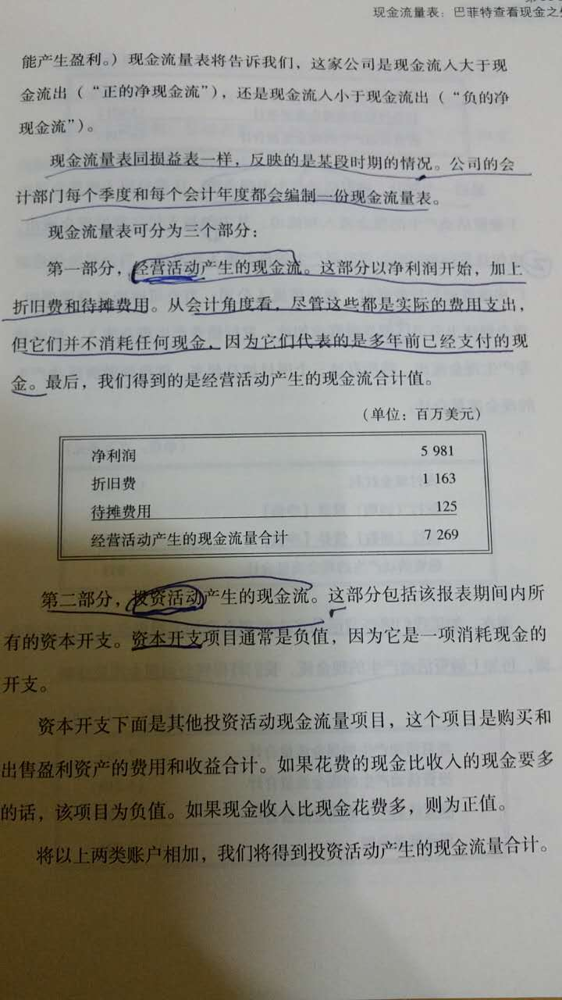 现金流量表：巴菲特查看现金之
能产生盈利。）现金流量表将告诉我们，这家公司是现金流入大于现
金流出（“正的净现金流”），还是现金流入小于现金流出（“负的净
现金流”）。
现金流量表同损益表一样，反映的是某段时期的情况。公司的会
计部门每个季度和每个会计年度都会编制一份现金流量表。
现金流量表可分为三个部分：
第一部分，经营活动产生的现金流。这部分以净利润开始，加上
折旧费和待摊费用。从会计角度看，尽管这些都是实际的费用支出，
但它们并不消耗任何现金，因为它们代表的是多年前已经支付的现
金。最后，我们得到的是经营活动产生的现金流合计值。
（单位：百万美元）
净利润 5 981
折旧费 1 163
待摊费用 125
经营活动产生的现金流量合计 7 269
第二部分，投资活动产生的现金流。这部分包括该报表期间内所
有的资本开支。资本开支项目通常是负值，因为它是一项消耗现金的
开支。
资本开支下面是其他投资活动现金流量项目，这个项目是购买和
出售盈利资产的费用和收益合计。如果花费的现金比收入的现金要多
的话，该项目为负值。如果现金收入比现金花费多，则为正值。
将以上两类账户相加，我们将得到投资活动产生的现金流量合计。